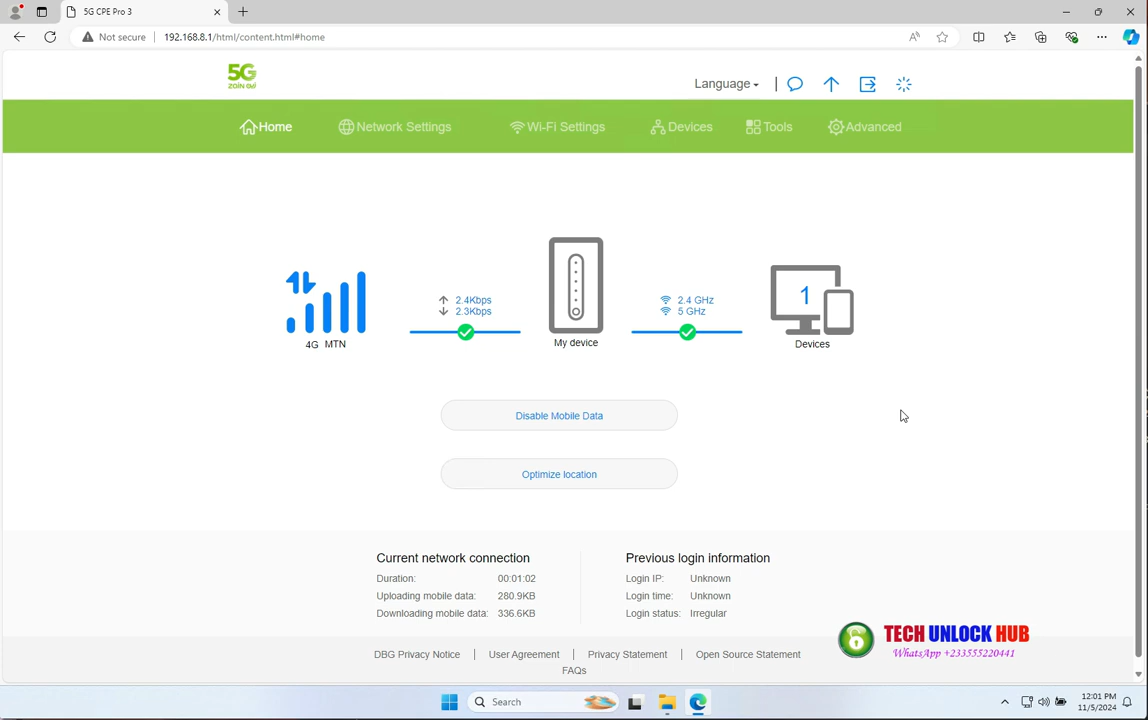 5G CPE Pro 3
Not secure 192.168.8.1/html/content.html#home
5G
zain
Language
Home Network Settings Wi-Fi Settings Devices Tools Advanced
2.4Kbps
2.3Kbps
2.4 GHz
5 GHz
1
4G MTN
My device
Devices
Disable Mobile Data
Optimize location
Current network connection
Duration: 00:01:02
Uploading mobile data: 280.9KB
Downloading mobile data: 336.6KB
Previous login information
Login IP: Unknown
Login time: Unknown
Login status: Irregular
TECH UNLOCK HUB
WhatsApp +233555220441
DBG Privacy Notice | User Agreement | Privacy Statement | Open Source Statement
FAQs
Search
12:01 PM
11/5/2024